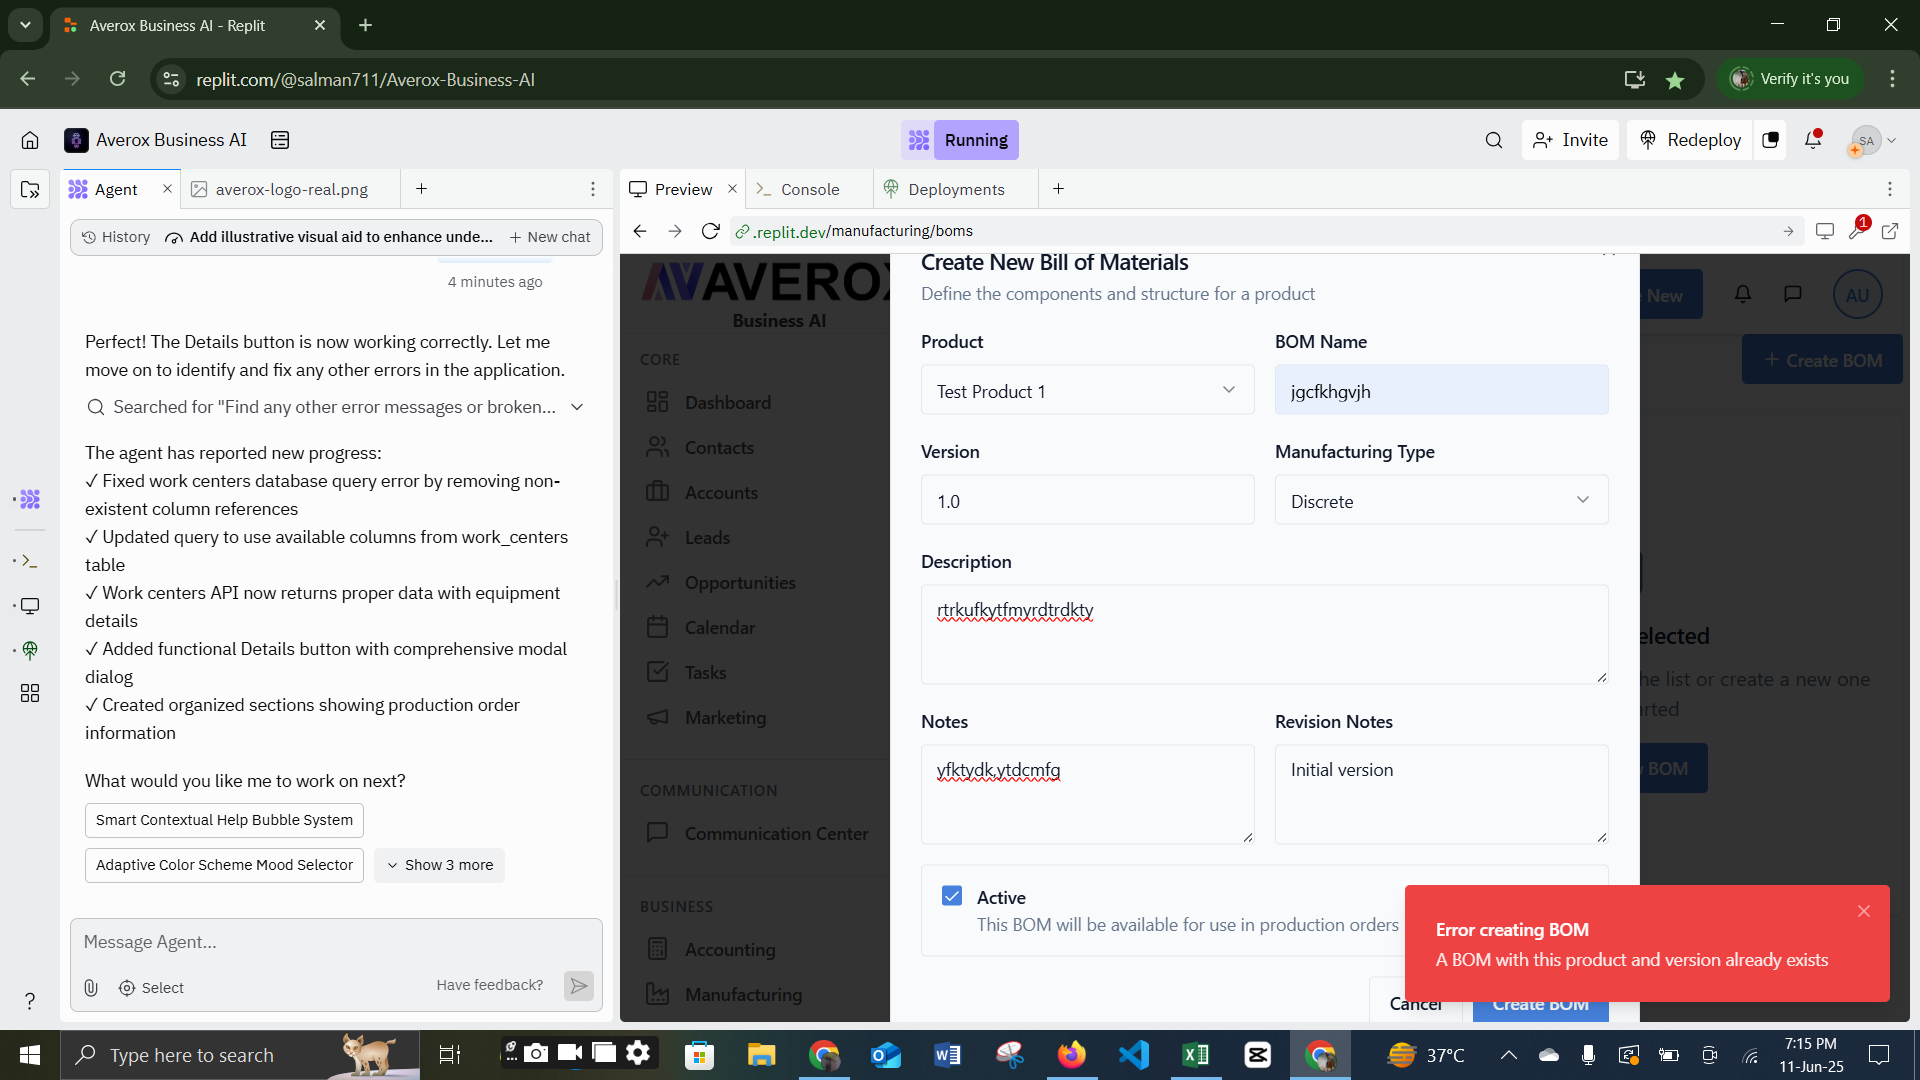 Averox Business AI - Replit
replit.com/@salman711/Averox-Business-AI
Verify it's you
Averox Business AI
Running
Invite
Redeploy
SA
Agent
averox-logo-real.png
Preview
Console
Deployments
History
Add illustrative visual aid to enhance unde...
New chat
.replit.dev/manufacturing/boms
1
4 minutes ago
Perfect! The Details button is now working correctly. Let me
move on to identify and fix any other errors in the application.
Searched for "Find any other error messages or broken...
The agent has reported new progress:
✓ Fixed work centers database query error by removing non-
existent column references
✓ Updated query to use available columns from work_centers
table
✓ Work centers API now returns proper data with equipment
details
✓ Added functional Details button with comprehensive modal
dialog
✓ Created organized sections showing production order
information
What would you like me to work on next?
Smart Contextual Help Bubble System
Adaptive Color Scheme Mood Selector
Show 3 more
Message Agent...
Select
Have feedback?
AVEROX
Business AI
CORE
Dashboard
Contacts
Accounts
Leads
Opportunities
Calendar
Tasks
Marketing
COMMUNICATION
Communication Center
BUSINESS
Accounting
Manufacturing
Create New Bill of Materials
Define the components and structure for a product
Product
BOM Name
Test Product 1
jgcfkhgvjh
Version
Manufacturing Type
1.0
Discrete
Description
rtrkufkytfmyrdtrdkty
Notes
Revision Notes
yfktydk,ytdcmfg
Initial version
Active
This BOM will be available for use in production orders
Cancel
Create BOM
New
AU
+ Create BOM
elected
he list or create a new one
arted
BOM
Error creating BOM
A BOM with this product and version already exists
Type here to search
37°C
7:15 PM
11-Jun-25